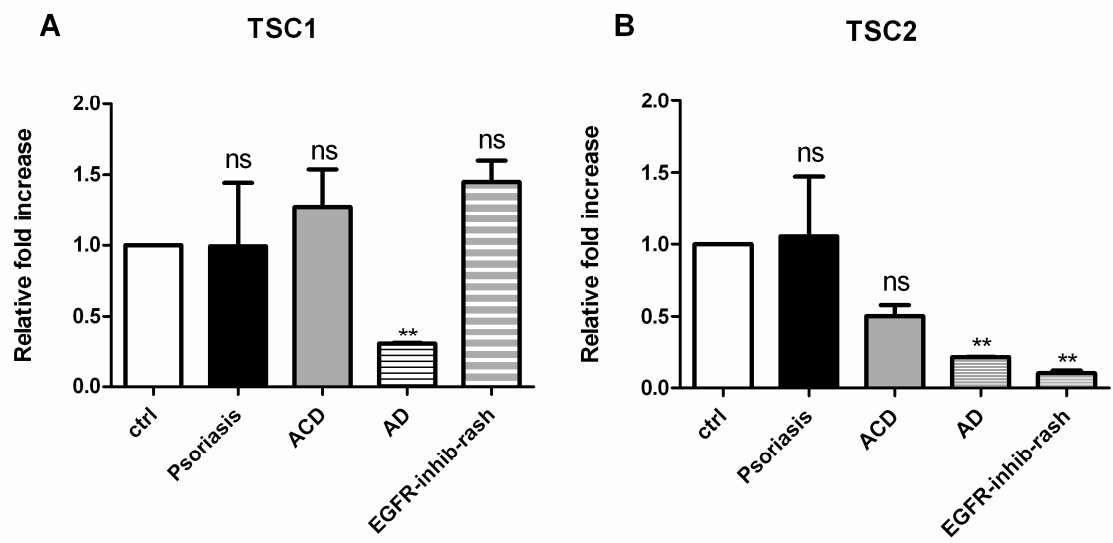 A
TSC1
Relative fold increase
2.0
1.5
1.0
0.5
0.0
ns
ns
**
ns
ctrl
Psoriasis
ACD
AD
EGFR-inhib-rash
B
TSC2
Relative fold increase
2.0
1.5
1.0
0.5
0.0
ns
ns
**
**
ctrl
Psoriasis
ACD
AD
EGFR-inhib-rash